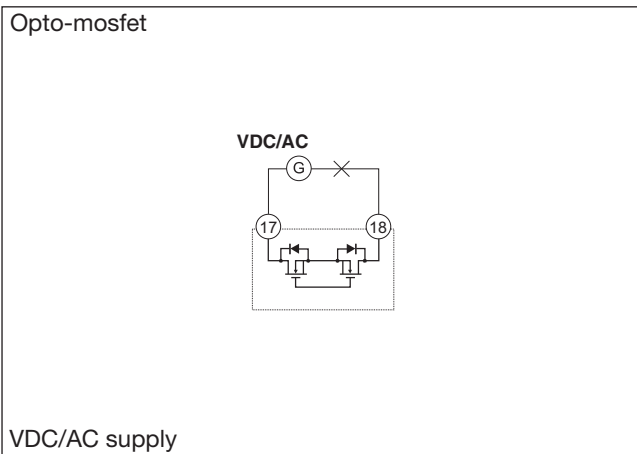 Opto-mosfet
VDC/AC
G
17 18
VDC/AC supply